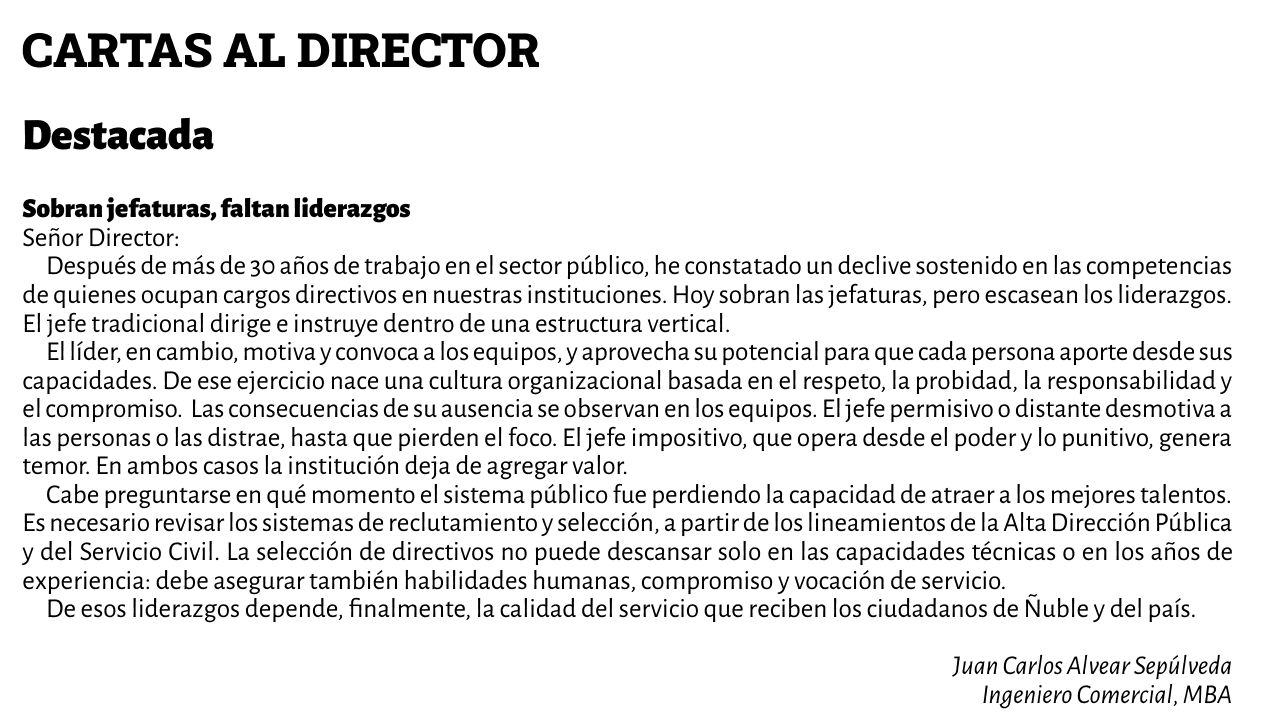 CARTAS AL DIRECTOR
Destacada
Sobran jefaturas, faltan liderazgos
Señor Director:
Después de más de 30 años de trabajo en el sector público, he constatado un declive sostenido en las competencias
de quienes ocupan cargos directivos en nuestras instituciones. Hoy sobran las jefaturas, pero escasean los liderazgos.
El jefe tradicional dirige e instruye dentro de una estructura vertical.
El líder, en cambio, motiva y convoca a los equipos, y aprovecha su potencial para que cada persona aporte desde sus
capacidades. De ese ejercicio nace una cultura organizacional basada en el respeto, la probidad, la responsabilidad y
el compromiso. Las consecuencias de su ausencia se observan en los equipos. El jefe permisivo o distante desmotiva a
las personas o las distrae, hasta que pierden el foco. El jefe impositivo, que opera desde el poder y lo punitivo, genera
temor. En ambos casos la institución deja de agregar valor.
Cabe preguntarse en qué momento el sistema público fue perdiendo la capacidad de atraer a los mejores talentos.
Es necesario revisar los sistemas de reclutamiento y selección, a partir de los lineamientos de la Alta Dirección Pública
y del Servicio Civil. La selección de directivos no puede descansar solo en las capacidades técnicas o en los años de
experiencia: debe asegurar también habilidades humanas, compromiso y vocación de servicio.
De esos liderazgos depende, finalmente, la calidad del servicio que reciben los ciudadanos de Ñuble y del país.
Juan Carlos Alvear Sepúlveda
Ingeniero Comercial, MBA